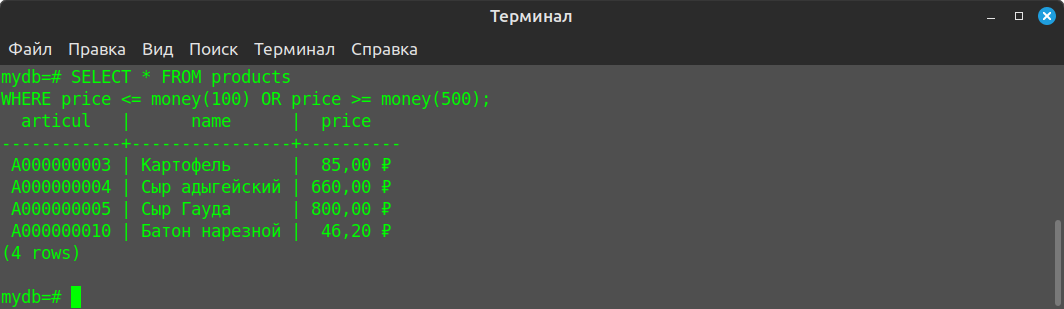 Терминал
Файл Правка Вид Поиск Терминал Справка
mydb=# SELECT * FROM products
WHERE price <= money(100) OR price >= money(500);
  articul   |      name      |  price
------------+----------------+----------
 A000000003 | Картофель      |  85,00 ₽
 A000000004 | Сыр адыгейский | 660,00 ₽
 A000000005 | Сыр Гауда      | 800,00 ₽
 A000000010 | Батон нарезной |  46,20 ₽
(4 rows)
mydb=#